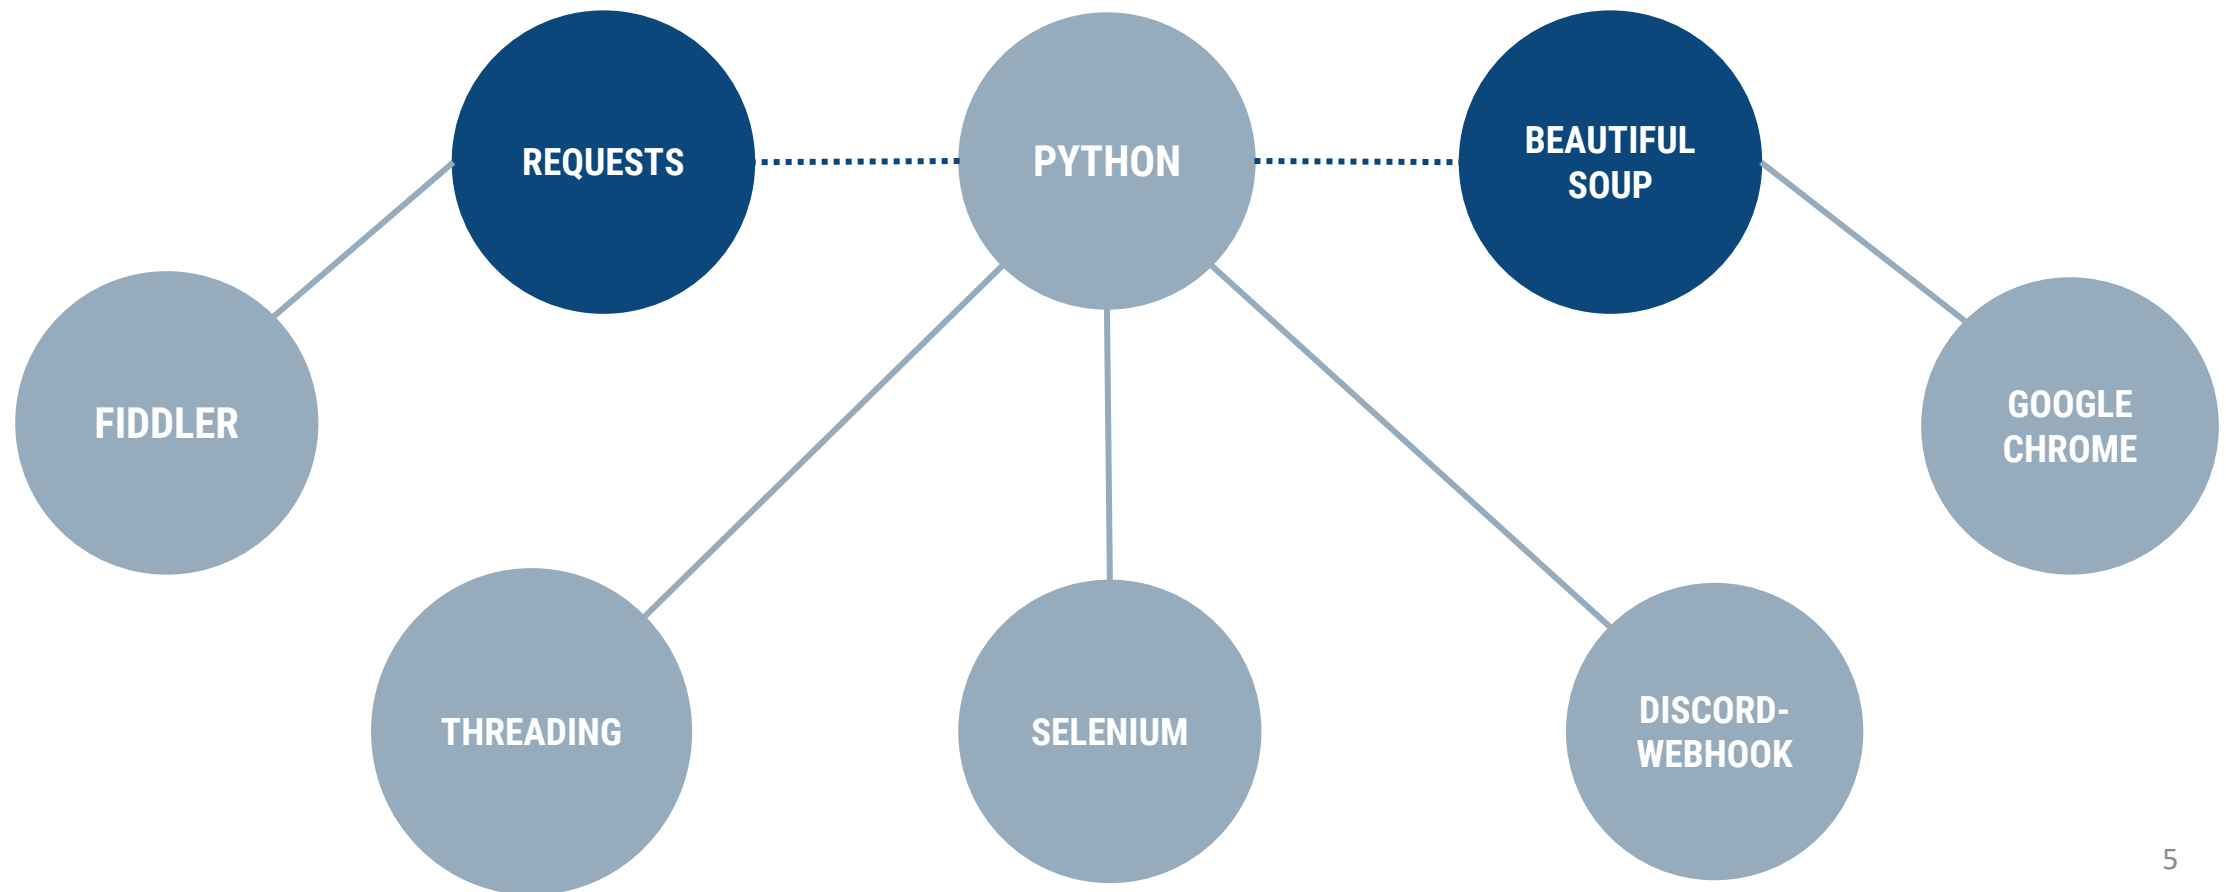 REQUESTS
PYTHON
BEAUTIFUL
SOUP
FIDDLER
GOOGLE
CHROME
THREADING
SELENIUM
DISCORD-
WEBHOOK
5